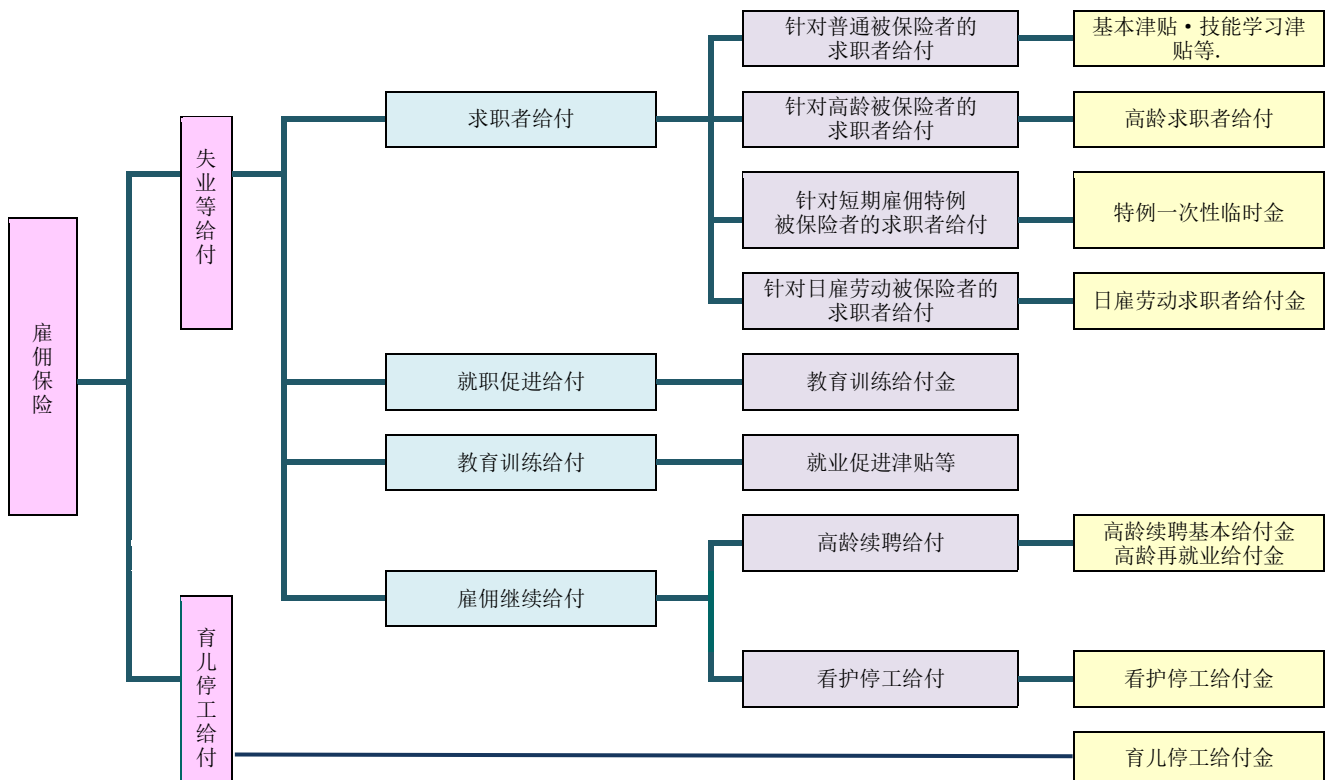 雇佣保险
失业等给付
求职者给付
针对普通被保险者的
求职者给付
基本津贴·技能学习津
贴等.
针对高龄被保险者的
求职者给付
高龄求职者给付
针对短期雇佣特例
被保险者的求职者给付
特例一次性临时金
针对日雇劳动被保险者的
求职者给付
日雇劳动求职者给付金
就职促进给付
教育训练给付金
教育训练给付
就业促进津贴等
雇佣继续给付
高龄续聘给付
高龄续聘基本给付金
高龄再就业给付金
看护停工给付
看护停工给付金
育儿停工给付
育儿停工给付金